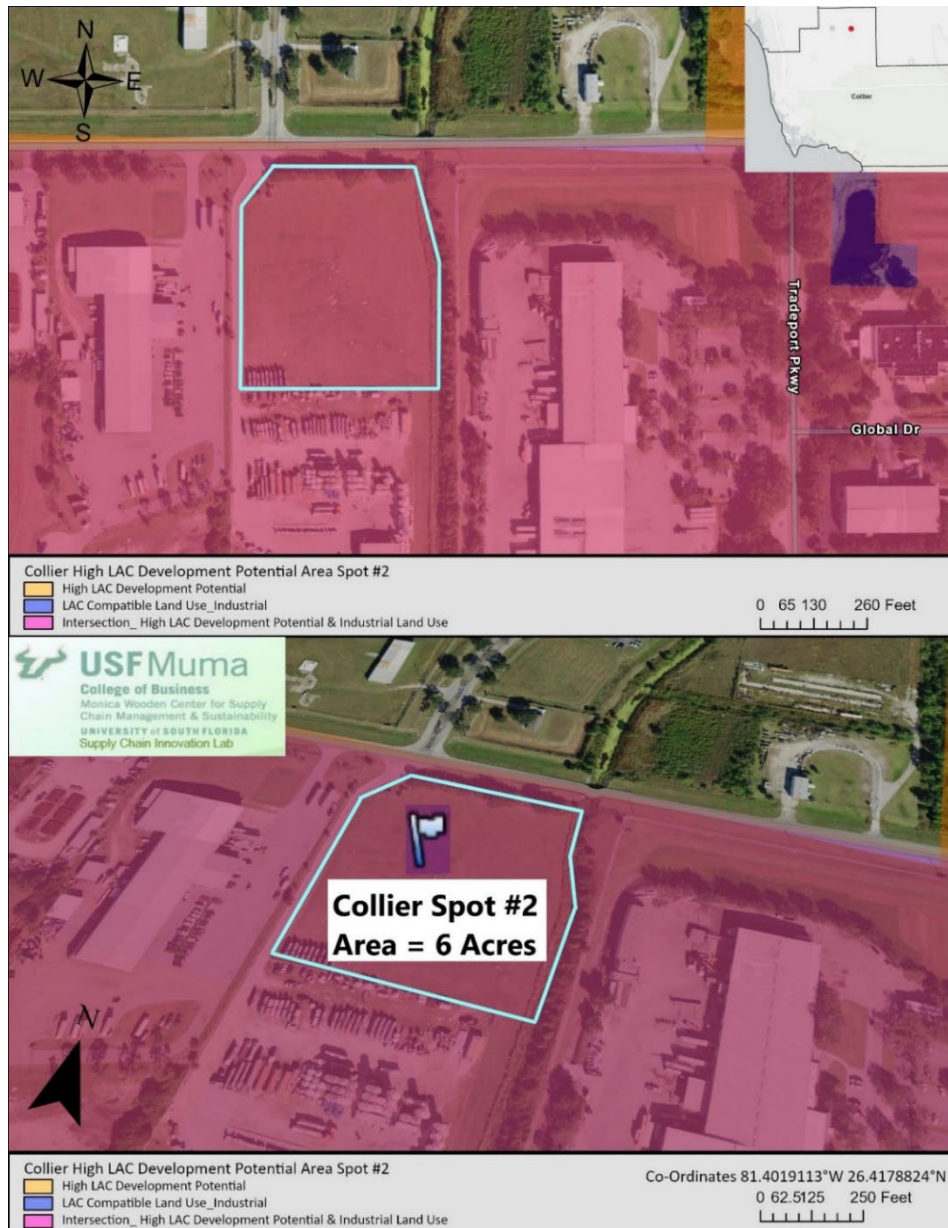 N
W E
S
Collier
Tradeport Pkwy
Global Dr
Collier High LAC Development Potential Area Spot #2
High LAC Development Potential
LAC Compatible Land Use_Industrial
Intersection_ High LAC Development Potential & Industrial Land Use
0 65 130 260 Feet
USF Muma
College of Business
Monica Wooden Center for Supply
Chain Management & Sustainability
UNIVERSITY of SOUTH FLORIDA
Supply Chain Innovation Lab
Collier Spot #2
Area = 6 Acres
N
Collier High LAC Development Potential Area Spot #2
High LAC Development Potential
LAC Compatible Land Use_Industrial
Intersection_ High LAC Development Potential & Industrial Land Use
Co-Ordinates 81.4019113°W 26.4178824°N
0 62.5125 250 Feet